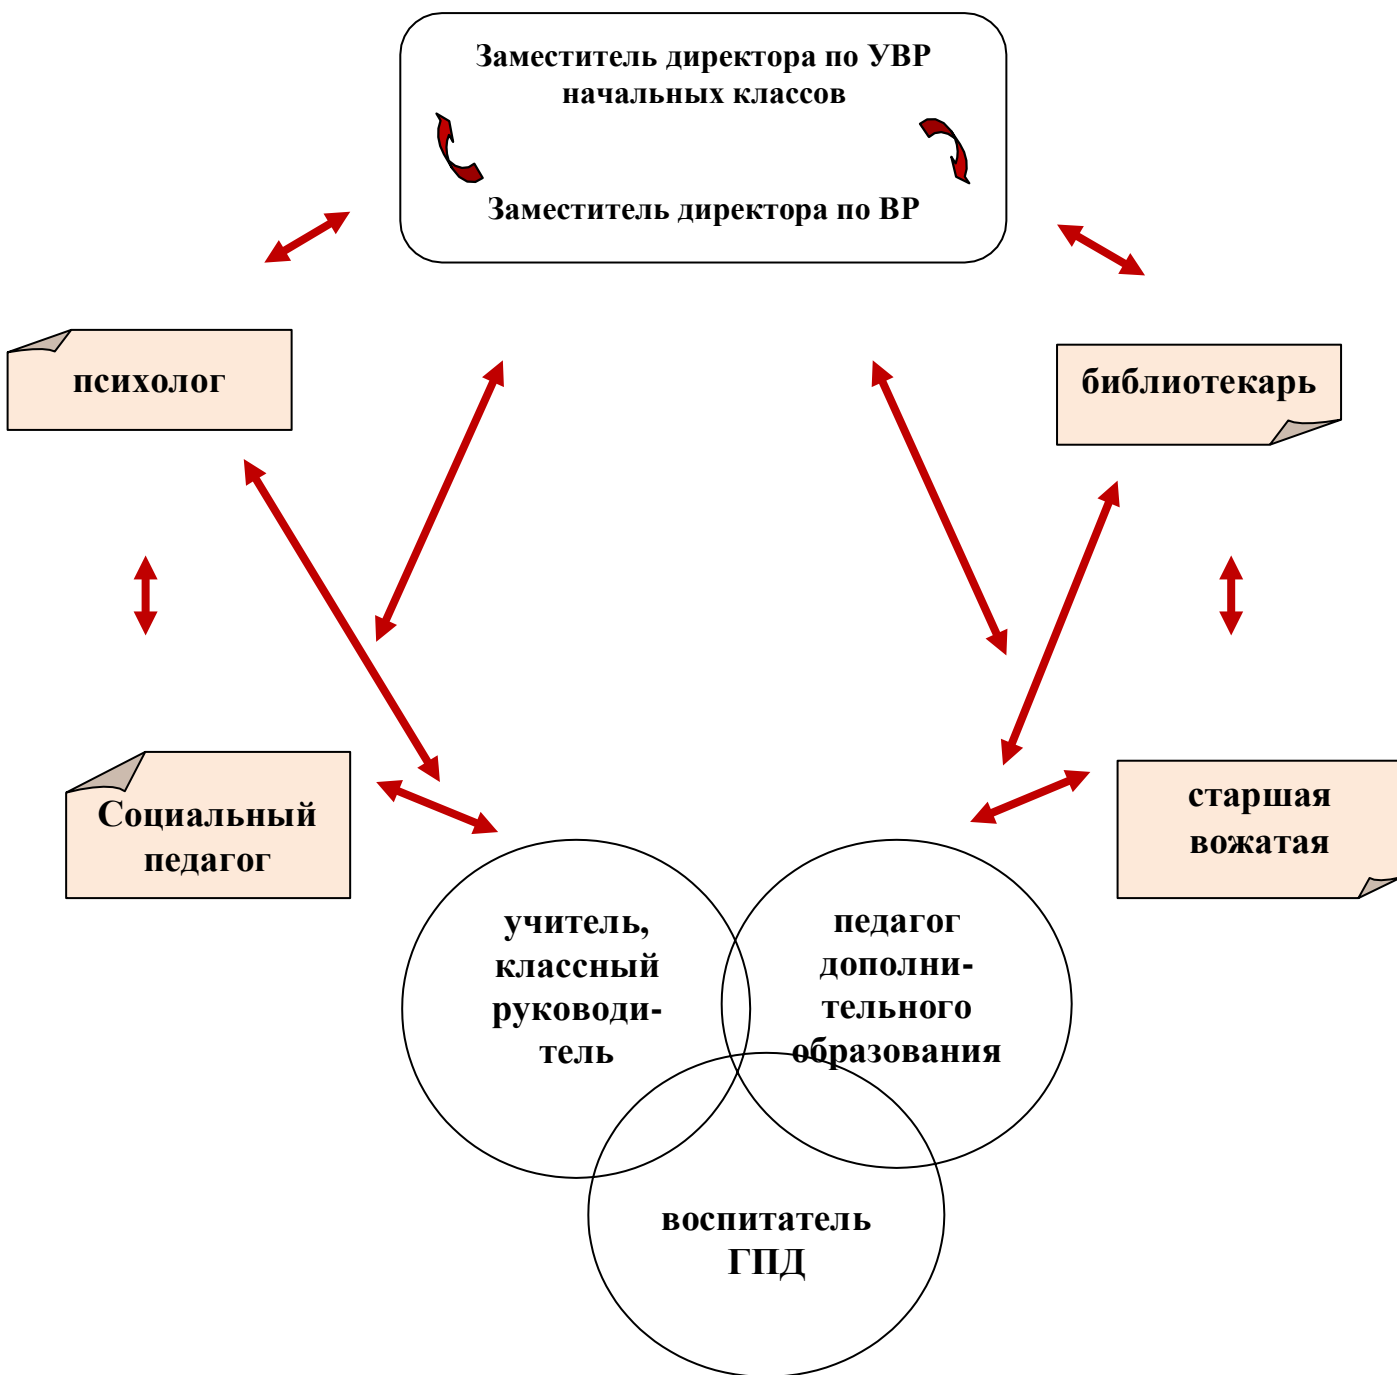 Заместитель директора по УВР
начальных классов
Заместитель директора по ВР
психолог
библиотекарь
Социальный
педагог
старшая
вожатая
учитель,
классный
руководи-
тель
педагог
дополни-
тельного
образования
воспитатель
ГПД